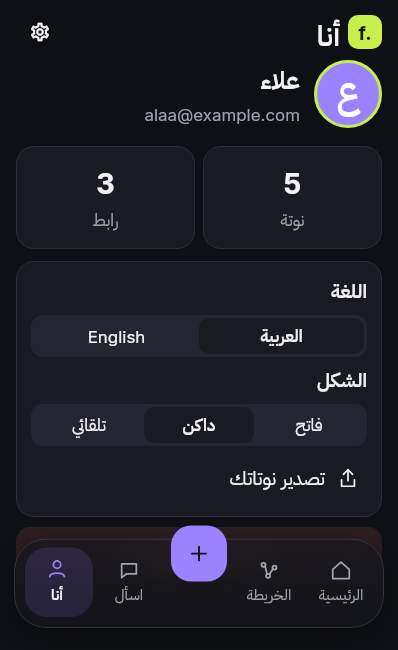 f. أنا
ع
علاء
alaa@example.com
5
نوتة
3
رابط
اللغة
العربية
English
الشكل
فاتح
داكن
تلقائي
تصدير نوتاتك
+
الرئيسية
الخريطة
اسأل
أنا